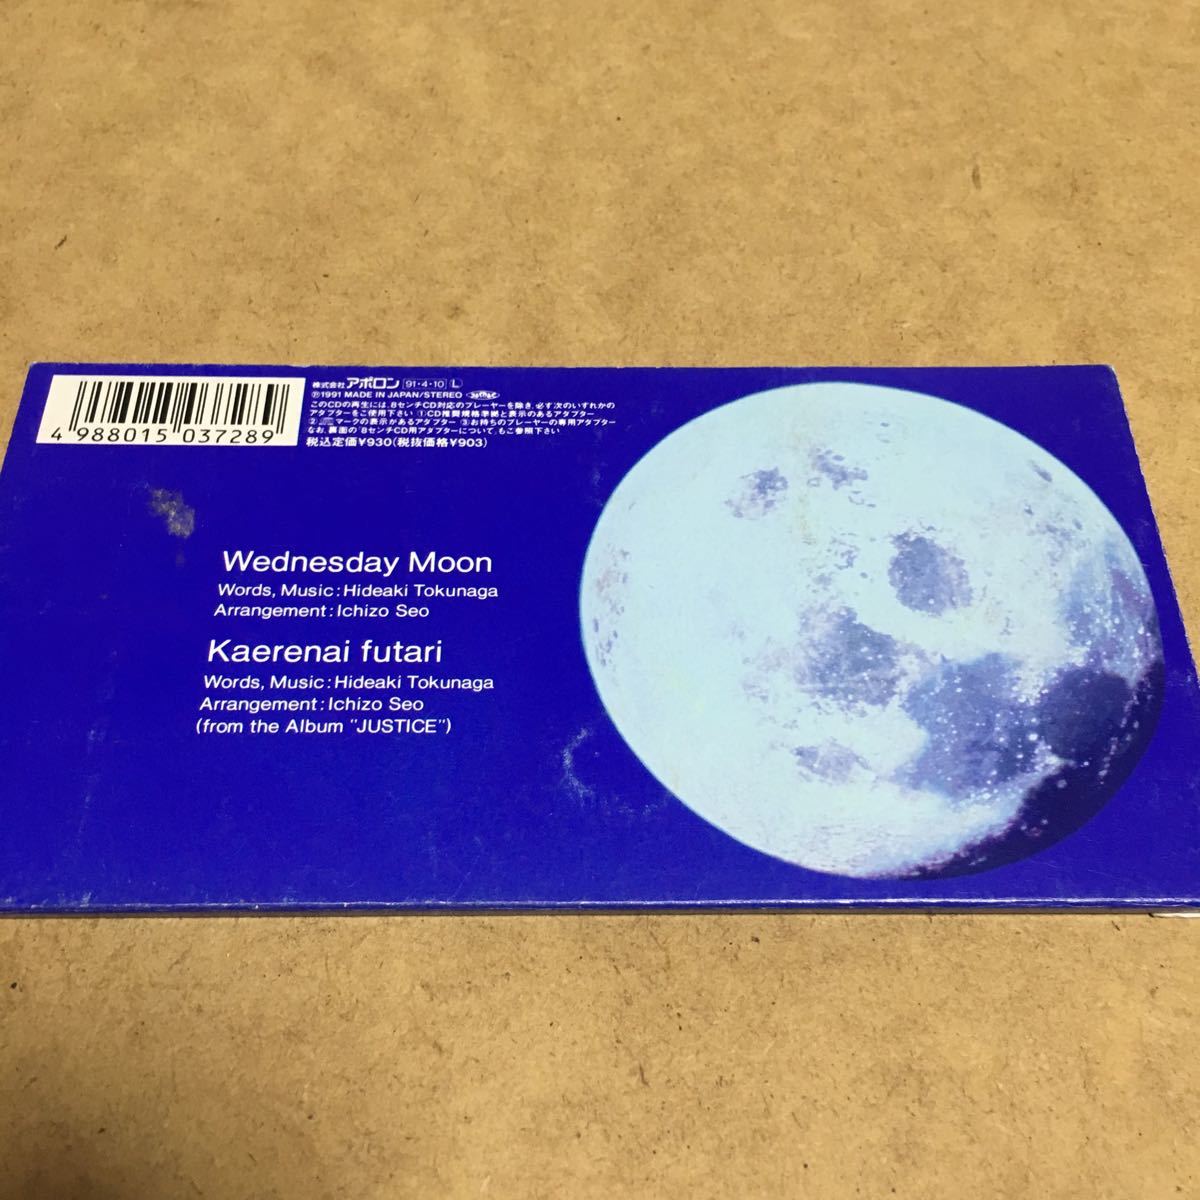 4 988015 037289
株式会社 アポロン 91・4・10 L
Ⓟ1991 MADE IN JAPAN/STEREO
このCDの再生には、8センチCD対応のプレーヤーを除き、必ず次のいずれかの
アダプターをご使用下さい ①CD推奨規格準拠と表示のあるアダプター
② マークの表示があるアダプター ③お持ちのプレーヤーの専用アダプター
なお、裏面の"8センチCD用アダプターについて"もご参照下さい
税込定価¥930(税抜価格¥903)
Wednesday Moon
Words, Music : Hideaki Tokunaga
Arrangement : Ichizo Seo
Kaerenai futari
Words, Music : Hideaki Tokunaga
Arrangement : Ichizo Seo
(from the Album "JUSTICE")